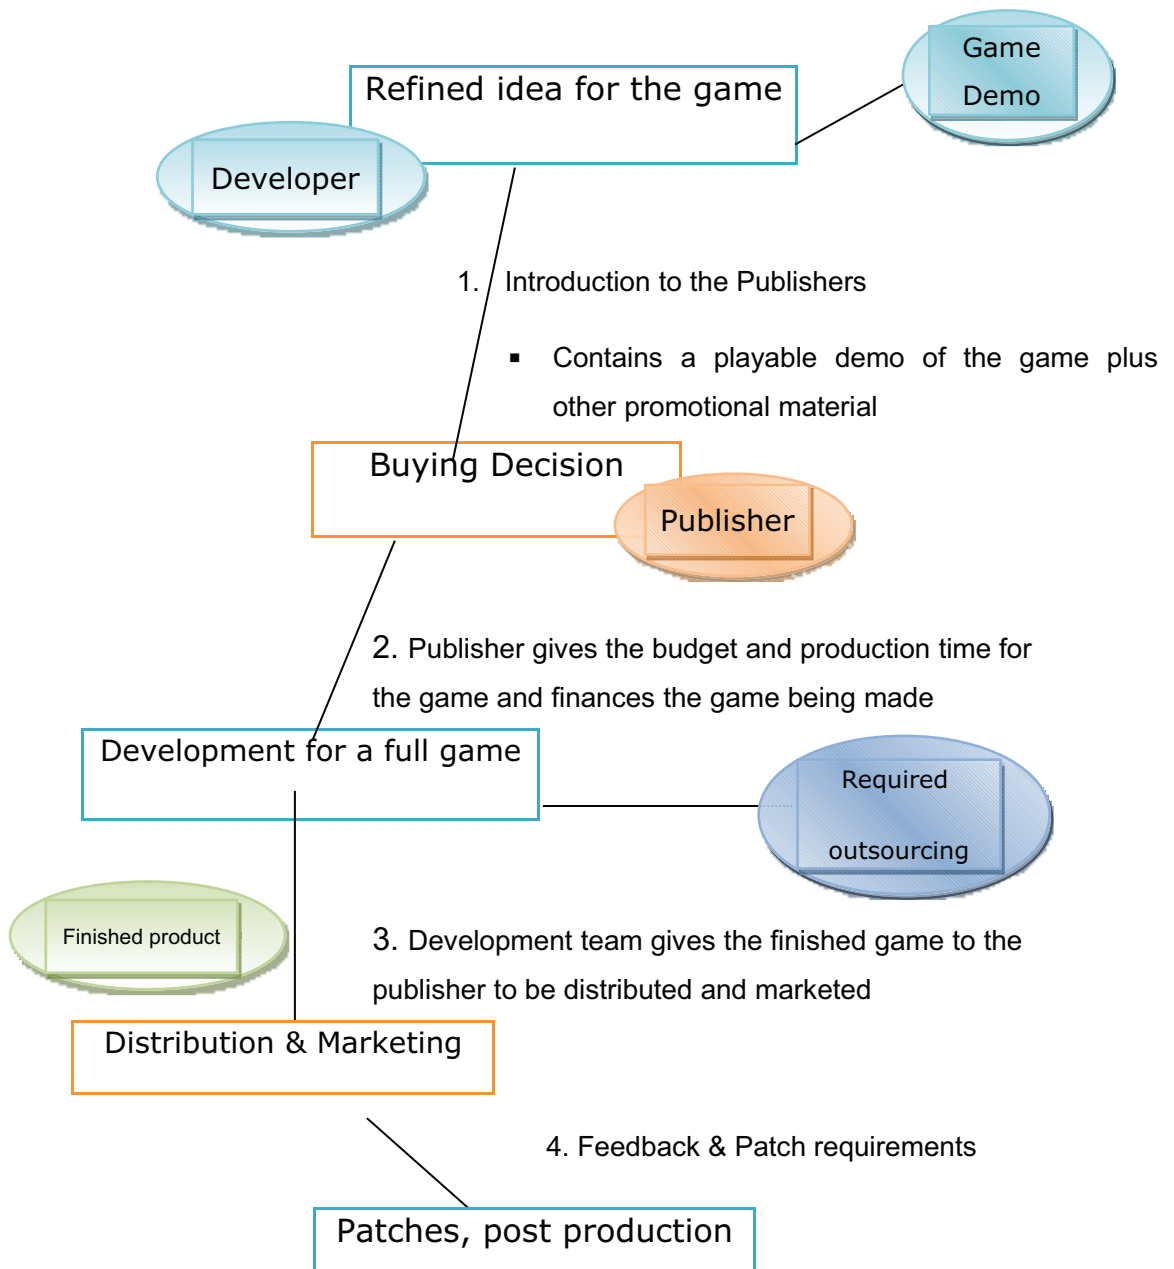 Game
Demo
Refined idea for the game
Developer
1. Introduction to the Publishers
▪ Contains a playable demo of the game plus
other promotional material
Buying Decision
Publisher
2. Publisher gives the budget and production time for
the game and finances the game being made
Development for a full game
Required
outsourcing
Finished product
3. Development team gives the finished game to the
publisher to be distributed and marketed
Distribution & Marketing
4. Feedback & Patch requirements
Patches, post production